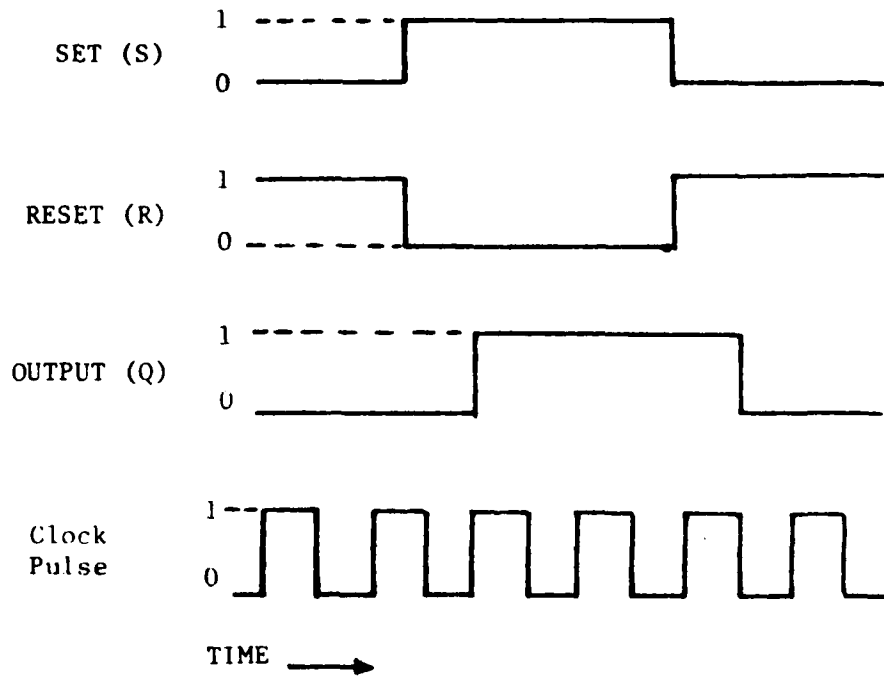 1
SET (S)
0
1
RESET (R)
0
1
OUTPUT (Q)
0
1
Clock
Pulse
0
TIME